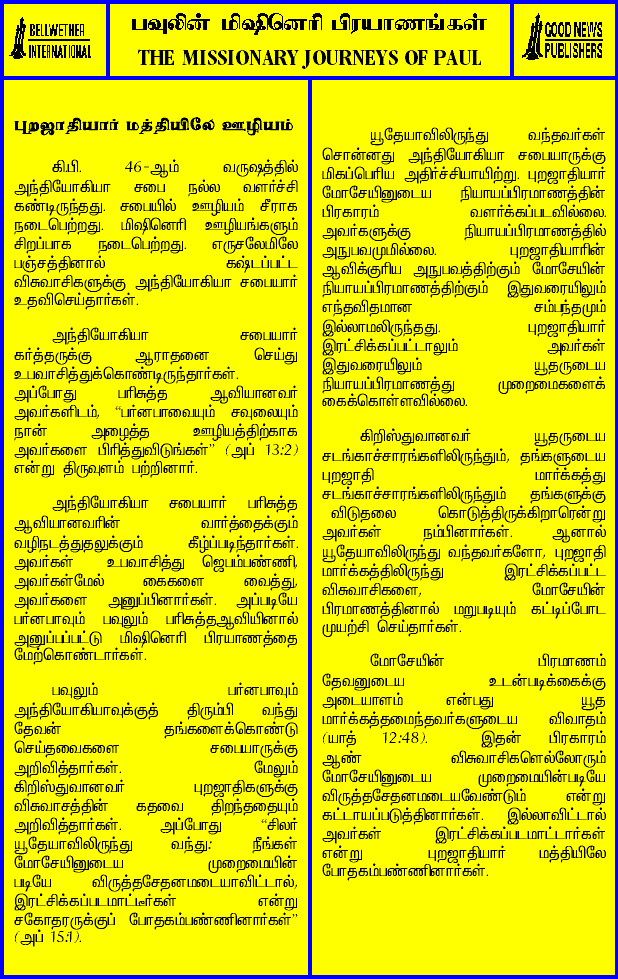 BELLWETHER
INTERNATIONAL
பவுலின் மிஷினெரி பிரயாணங்கள்
THE MISSIONARY JOURNEYS OF PAUL
GOOD NEWS
PUBLISHERS
புறஜாதியார் மத்தியிலே ஊழியம்
கி.பி. 46-ஆம் வருஷத்தில்
அந்தியோகியா சபை நல்ல வளர்ச்சி
கண்டிருந்தது. சபையில் ஊழியம் சீராக
நடைபெற்றது. மிஷினெரி ஊழியங்களும்
சிறப்பாக நடைபெற்றது. எருசலேமிலே
பஞ்சத்தினால் கஷ்டப்பட்ட
விசுவாசிகளுக்கு அந்தியோகியா சபையார்
உதவிசெய்தார்கள்.
அந்தியோகியா சபையார்
கர்த்தருக்கு ஆராதனை செய்து
உபவாசித்துக்கொண்டிருந்தார்கள்.
அப்போது பரிசுத்த ஆவியானவர்
அவர்களிடம், “பர்னபாவையும் சவுலையும்
நான் அழைத்த ஊழியத்திற்காக
அவர்களை பிரித்துவிடுங்கள்” (அப் 13:2)
என்று திருவுளம் பற்றினார்.
அந்தியோகியா சபையார் பரிசுத்த
ஆவியானவரின் வார்த்தைக்கும்
வழிநடத்துதலுக்கும் கீழ்ப்படிந்தார்கள்.
அவர்கள் உபவாசித்து ஜெபம்பண்ணி,
அவர்கள்மேல் கைகளை வைத்து,
அவர்களை அனுப்பினார்கள். அப்படியே
பர்னபாவும் பவுலும் பரிசுத்தஆவியினால்
அனுப்பப்பட்டு மிஷினெரி பிரயாணத்தை
மேற்கொண்டார்கள்.
பவுலும் பர்னபாவும்
அந்தியோகியாவுக்குத் திரும்பி வந்து
தேவன் தங்களைக்கொண்டு
செய்தவைகளை சபையாருக்கு
அறிவித்தார்கள். மேலும்
கிறிஸ்துவானவர் புறஜாதிகளுக்கு
விசுவாசத்தின் கதவை திறந்ததையும்
அறிவித்தார்கள். அப்போது “சிலர்
யூதேயாவிலிருந்து வந்து: நீங்கள்
மோசேயினுடைய முறைமையின்
படியே விருத்தசேதனமடையாவிட்டால்,
இரட்சிக்கப்படமாட்டீர்கள் என்று
சகோதரருக்குப் போதகம்பண்ணினார்கள்”
(அப் 15:1).
யூதேயாவிலிருந்து வந்தவர்கள்
சொன்னது அந்தியோகியா சபையாருக்கு
மிகப்பெரிய அதிர்ச்சியாயிற்று. புறஜாதியார்
மோசேயினுடைய நியாயப்பிரமாணத்தின்
பிரகாரம் வளர்க்கப்படவில்லை.
அவர்களுக்கு நியாயப்பிரமாணத்தில்
அநுபவமுமில்லை. புறஜாதியாரின்
ஆவிக்குரிய அநுபவத்திற்கும் மோசேயின்
நியாயப்பிரமாணத்திற்கும் இதுவரையிலும்
எந்தவிதமான சம்பந்தமும்
இல்லாமலிருந்தது. புறஜாதியார்
இரட்சிக்கப்பட்டாலும் அவர்கள்
இதுவரையிலும் யூதருடைய
நியாயப்பிரமாணத்து முறைமைகளைக்
கைக்கொள்ளவில்லை.
கிறிஸ்துவானவர் யூதருடைய
சடங்காச்சாரங்களிலிருந்தும், தங்களுடைய
புறஜாதி மார்க்கத்து
சடங்காச்சாரங்களிலிருந்தும் தங்களுக்கு
விடுதலை கொடுத்திருக்கிறாரென்று
அவர்கள் நம்பினார்கள். ஆனால்
யூதேயாவிலிருந்து வந்தவர்களோ, புறஜாதி
மார்க்கத்திலிருந்து இரட்சிக்கப்பட்ட
விசுவாசிகளை, மோசேயின்
பிரமாணத்தினால் மறுபடியும் கட்டிப்போட
முயற்சி செய்தார்கள்.
மோசேயின் பிரமாணம்
தேவனுடைய உடன்படிக்கைக்கு
அடையாளம் என்பது யூத
மார்க்கத்தமைந்தவர்களுடைய விவாதம்
(யாத் 12:48). இதன் பிரகாரம்
ஆண் விசுவாசிகளெல்லோரும்
மோசேயினுடைய முறைமையின்படியே
விருத்தசேதனமடையவேண்டும் என்று
கட்டாயப்படுத்தினார்கள். இல்லாவிட்டால்
அவர்கள் இரட்சிக்கப்படமாட்டார்கள்
என்று புறஜாதியார் மத்தியிலே
போதகம்பண்ணினார்கள்.